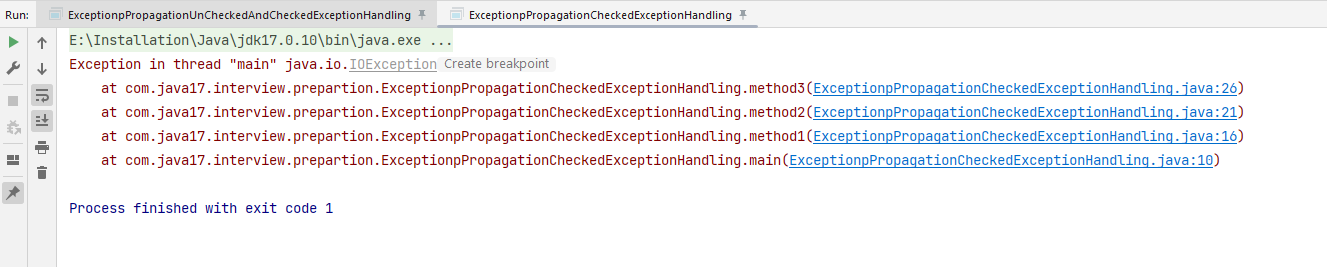 Run: ExceptionpPropagationUnCheckedAndCheckedExceptionHandling ExceptionpPropagationCheckedExceptionHandling
E:\Installation\Java\jdk17.0.10\bin\java.exe ...
Exception in thread "main" java.io.IOException Create breakpoint
at com.java17.interview.prepartion.ExceptionpPropagationCheckedExceptionHandling.method3(ExceptionpPropagationCheckedExceptionHandling.java:26)
at com.java17.interview.prepartion.ExceptionpPropagationCheckedExceptionHandling.method2(ExceptionpPropagationCheckedExceptionHandling.java:21)
at com.java17.interview.prepartion.ExceptionpPropagationCheckedExceptionHandling.method1(ExceptionpPropagationCheckedExceptionHandling.java:16)
at com.java17.interview.prepartion.ExceptionpPropagationCheckedExceptionHandling.main(ExceptionpPropagationCheckedExceptionHandling.java:10)
Process finished with exit code 1